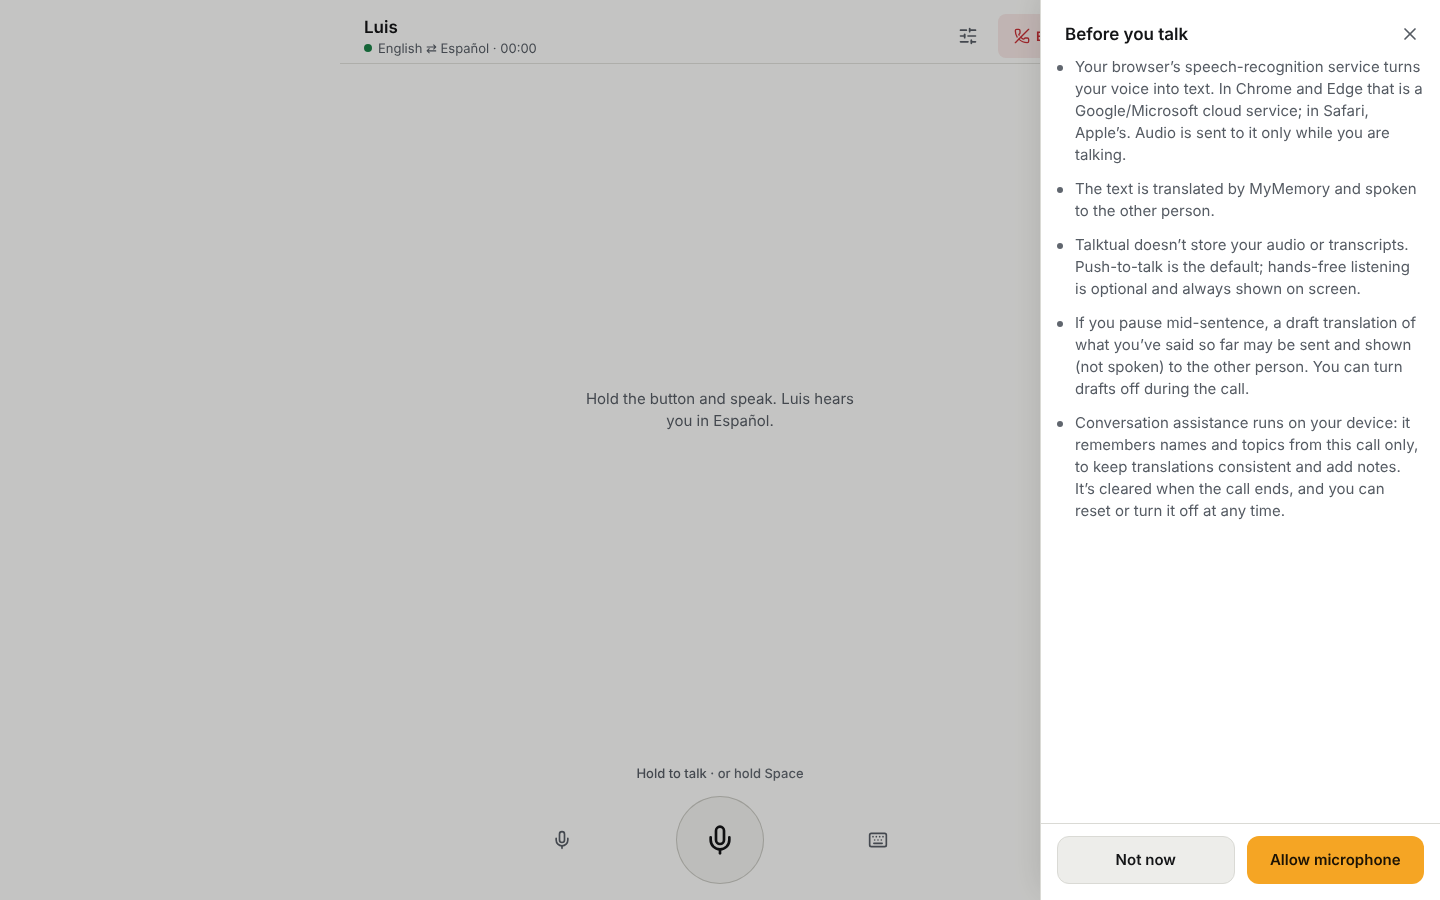 Luis
English ⇄ Español · 00:00
Hold the button and speak. Luis hears
you in Español.
Hold to talk · or hold Space
Before you talk
Your browser’s speech-recognition service turns
your voice into text. In Chrome and Edge that is a
Google/Microsoft cloud service; in Safari,
Apple’s. Audio is sent to it only while you are
talking.
The text is translated by MyMemory and spoken
to the other person.
Talktual doesn’t store your audio or transcripts.
Push-to-talk is the default; hands-free listening
is optional and always shown on screen.
If you pause mid-sentence, a draft translation of
what you’ve said so far may be sent and shown
(not spoken) to the other person. You can turn
drafts off during the call.
Conversation assistance runs on your device: it
remembers names and topics from this call only,
to keep translations consistent and add notes.
It’s cleared when the call ends, and you can
reset or turn it off at any time.
Not now
Allow microphone